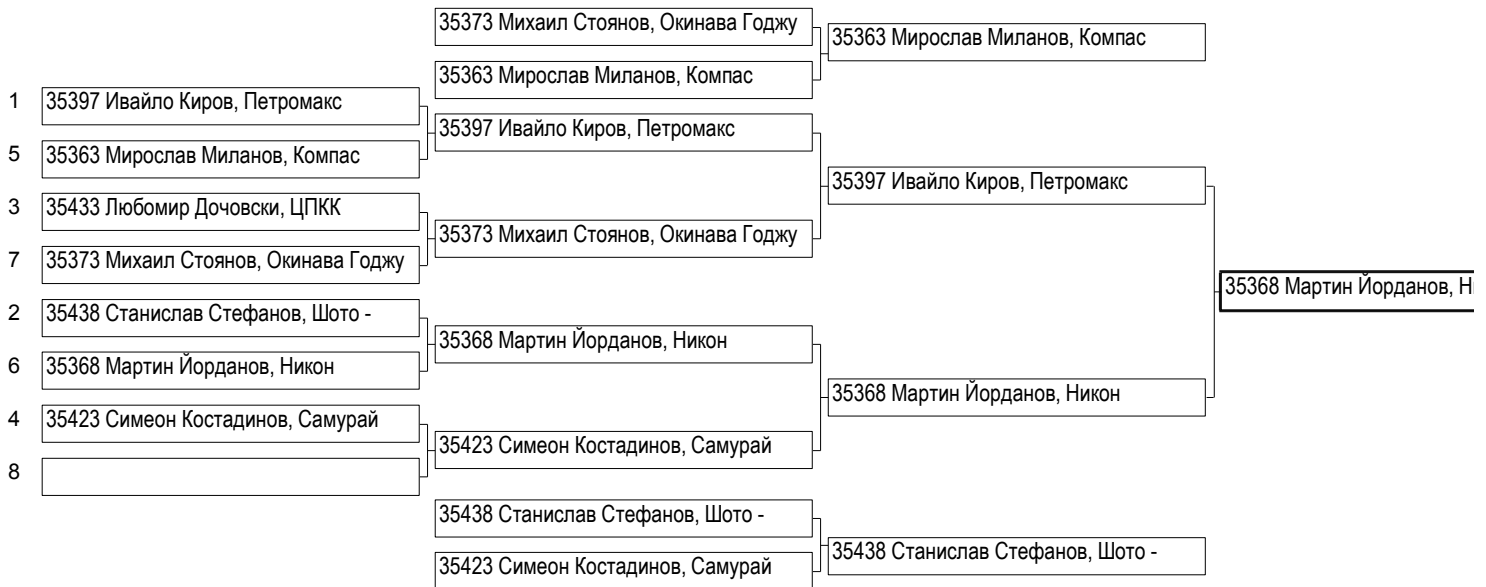 35373 Михаил Стоянов, Окинава Годжу
35363 Мирослав Миланов, Компас
35363 Мирослав Миланов, Компас
1 35397 Ивайло Киров, Петромакс
35397 Ивайло Киров, Петромакс
5 35363 Мирослав Миланов, Компас
35397 Ивайло Киров, Петромакс
3 35433 Любомир Дочовски, ЦПКК
35373 Михаил Стоянов, Окинава Годжу
7 35373 Михаил Стоянов, Окинава Годжу
35368 Мартин Йорданов,
2 35438 Станислав Стефанов, Шото -
35368 Мартин Йорданов, Никон
6 35368 Мартин Йорданов, Никон
35368 Мартин Йорданов, Никон
4 35423 Симеон Костадинов, Самурай
35423 Симеон Костадинов, Самурай
8
35438 Станислав Стефанов, Шото -
35438 Станислав Стефанов, Шото -
35423 Симеон Костадинов, Самурай